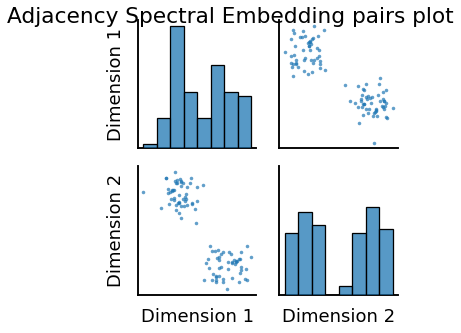 Adjacency Spectral Embedding pairs plot
Dimension 1
Dimension 2
Dimension 1
Dimension 2